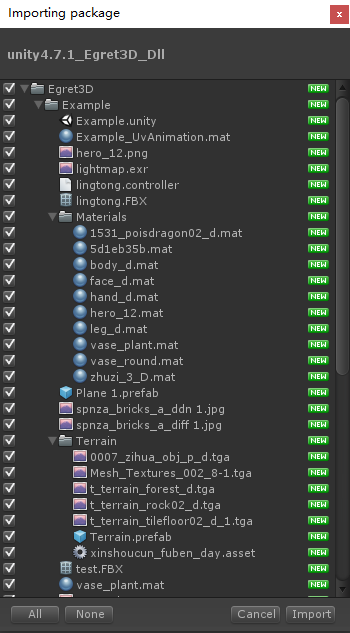 Importing package
x
unity4.7.1_Egret3D_Dll
Egret3D NEW
Example NEW
Example.unity NEW
Example_UvAnimation.mat NEW
hero_12.png NEW
lightmap.exr NEW
lingtong.controller NEW
lingtong.FBX NEW
Materials NEW
1531_poisdragon02_d.mat NEW
5d1eb35b.mat NEW
body_d.mat NEW
face_d.mat NEW
hand_d.mat NEW
hero_12.mat NEW
leg_d.mat NEW
vase_plant.mat NEW
vase_round.mat NEW
zhuzi_3_D.mat NEW
Plane 1.prefab NEW
spnza_bricks_a_ddn 1.jpg NEW
spnza_bricks_a_diff 1.jpg NEW
Terrain NEW
0007_zihua_obj_p_d.tga NEW
Mesh_Textures_002_8-1.tga NEW
t_terrain_forest_d.tga NEW
t_terrain_rock02_d.tga NEW
t_terrain_tilefloor02_d_1.tga NEW
Terrain.prefab NEW
xinshoucun_fuben_day.asset NEW
test.FBX NEW
vase_plant.mat NEW
All None Cancel Import